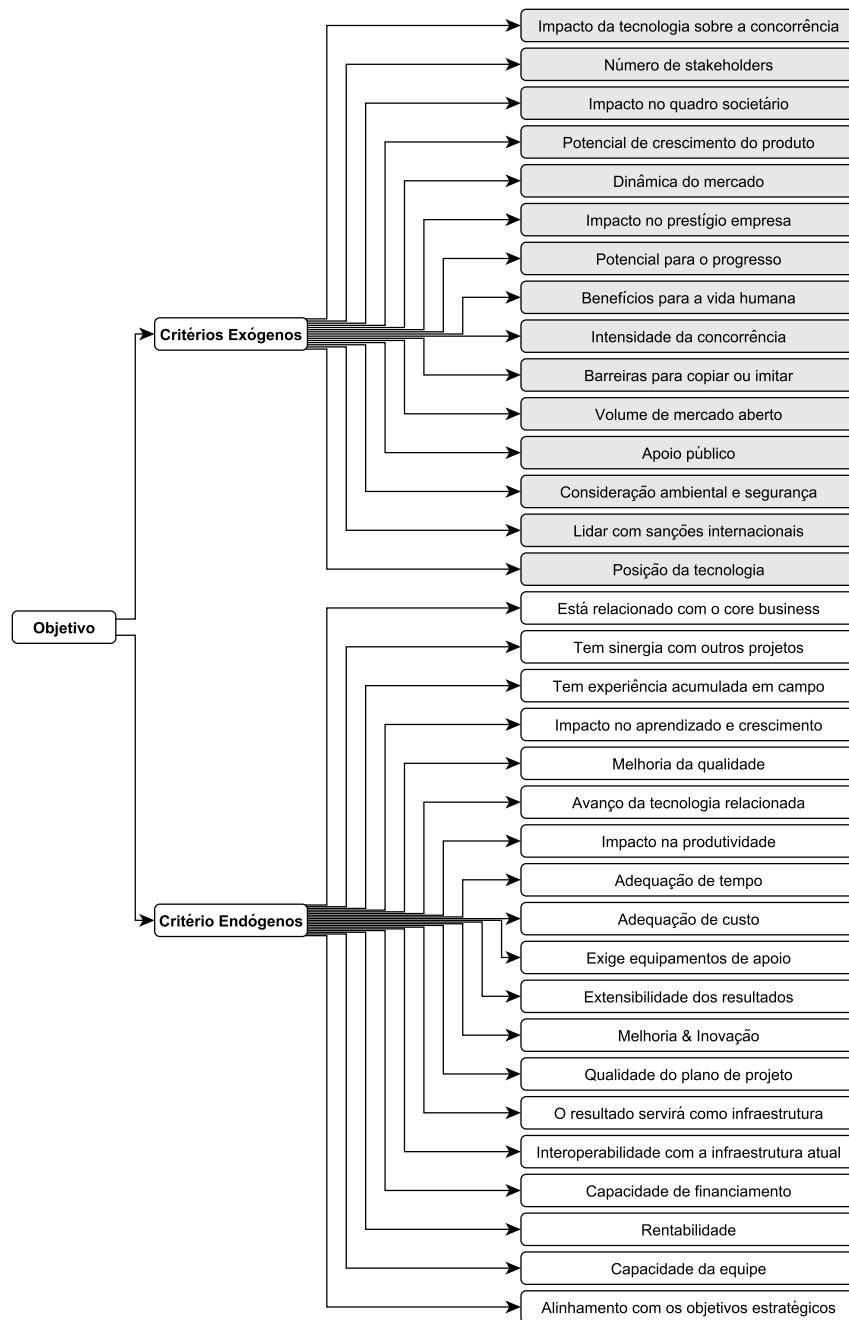 Objetivo
Critérios Exógenos
Impacto da tecnologia sobre a concorrência
Número de stakeholders
Impacto no quadro societário
Potencial de crescimento do produto
Dinâmica do mercado
Impacto no prestígio empresa
Potencial para o progresso
Benefícios para a vida humana
Intensidade da concorrência
Barreiras para copiar ou imitar
Volume de mercado aberto
Apoio público
Consideração ambiental e segurança
Lidar com sanções internacionais
Posição da tecnologia
Critério Endógenos
Está relacionado com o core business
Tem sinergia com outros projetos
Tem experiência acumulada em campo
Impacto no aprendizado e crescimento
Melhoria da qualidade
Avanço da tecnologia relacionada
Impacto na produtividade
Adequação de tempo
Adequação de custo
Exige equipamentos de apoio
Extensibilidade dos resultados
Melhoria & Inovação
Qualidade do plano de projeto
O resultado servirá como infraestrutura
Interoperabilidade com a infraestrutura atual
Capacidade de financiamento
Rentabilidade
Capacidade da equipe
Alinhamento com os objetivos estratégicos